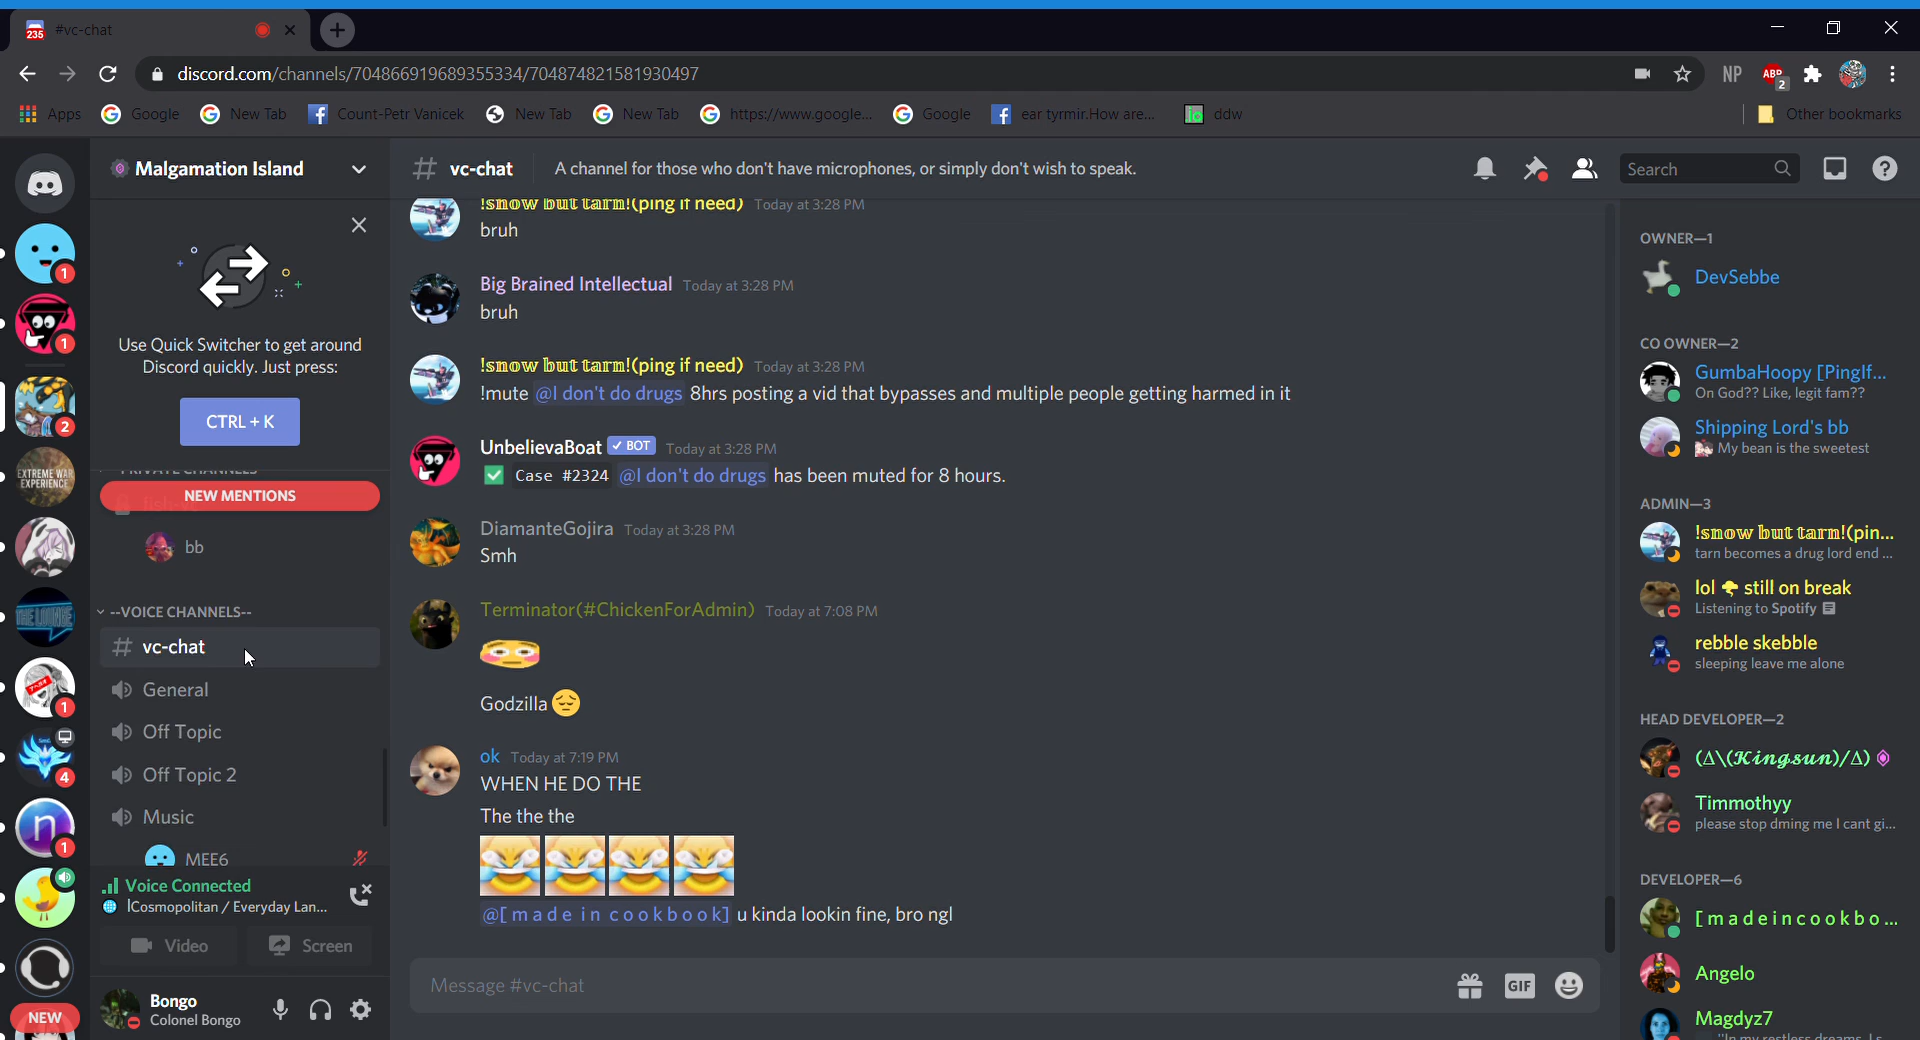 235 #vc-chat
discord.com/channels/704866919689355334/704874821581930497
NP ABP 2
Apps Google New Tab Count-Petr Vanicek New Tab New Tab https://www.google... Google ear tyrmir.How are... ddw Other bookmarks
Malgamation Island
# vc-chat A channel for those who don't have microphones, or simply don't wish to speak.
Search
Use Quick Switcher to get around
Discord quickly. Just press:
CTRL + K
PRIVATE CHANNELS
NEW MENTIONS
bb
--VOICE CHANNELS--
# vc-chat
General
Off Topic
Off Topic 2
Music
MEE6
Voice Connected
ICosmopolitan / Everyday Lan...
Video Screen
Bongo
Colonel Bongo
1
1
2
EXTREME WAR
EXPERIENCE
THE LOUNGE
1
4
n
1
NEW
!snow but tarn!(ping if need) Today at 3:28 PM
bruh
Big Brained Intellectual Today at 3:28 PM
bruh
!snow but tarn!(ping if need) Today at 3:28 PM
!mute @I don't do drugs 8hrs posting a vid that bypasses and multiple people getting harmed in it
UnbelievaBoat BOT Today at 3:28 PM
Case #2324 @I don't do drugs has been muted for 8 hours.
DiamanteGojira Today at 3:28 PM
Smh
Terminator(#ChickenForAdmin) Today at 7:08 PM
Godzilla
ok Today at 7:19 PM
WHEN HE DO THE
The the the
@[ m a d e i n c o o k b o o k ] u kinda lookin fine, bro ngl
Message #vc-chat
GIF
OWNER—1
DevSebbe
CO OWNER—2
GumbaHoopy [PingIf...
On God?? Like, legit fam??
Shipping Lord's bb
My bean is the sweetest
ADMIN—3
!snow but tarn!(pin...
tarn becomes a drug lord end ...
lol still on break
Listening to Spotify
rebble skebble
sleeping leave me alone
HEAD DEVELOPER—2
(Δ\(Kingsun)/Δ)
Timmothyy
please stop dming me I cant gi...
DEVELOPER—6
[ m a d e i n c o o k b o ...
Angelo
Magdyz7